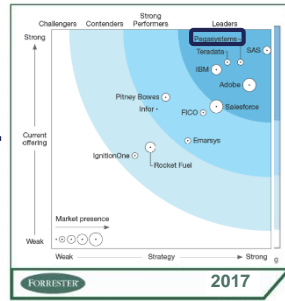 Challengers Contenders Strong Performers Leaders
Strong
Pegasystems
Teradata
SAS
IBM
Adobe
Pitney Bowes
Infor
Salesforce
FICO
Current offering
Emarsys
IgnitionOne
Rocket Fuel
Market presence
Weak
Weak Strategy Strong
g
FORRESTER 2017